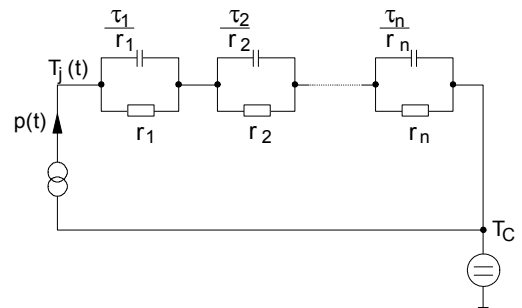 τ1 τ2 τn
r1 r2 rn
Tj (t)
p(t)
r1 r2 rn
TC